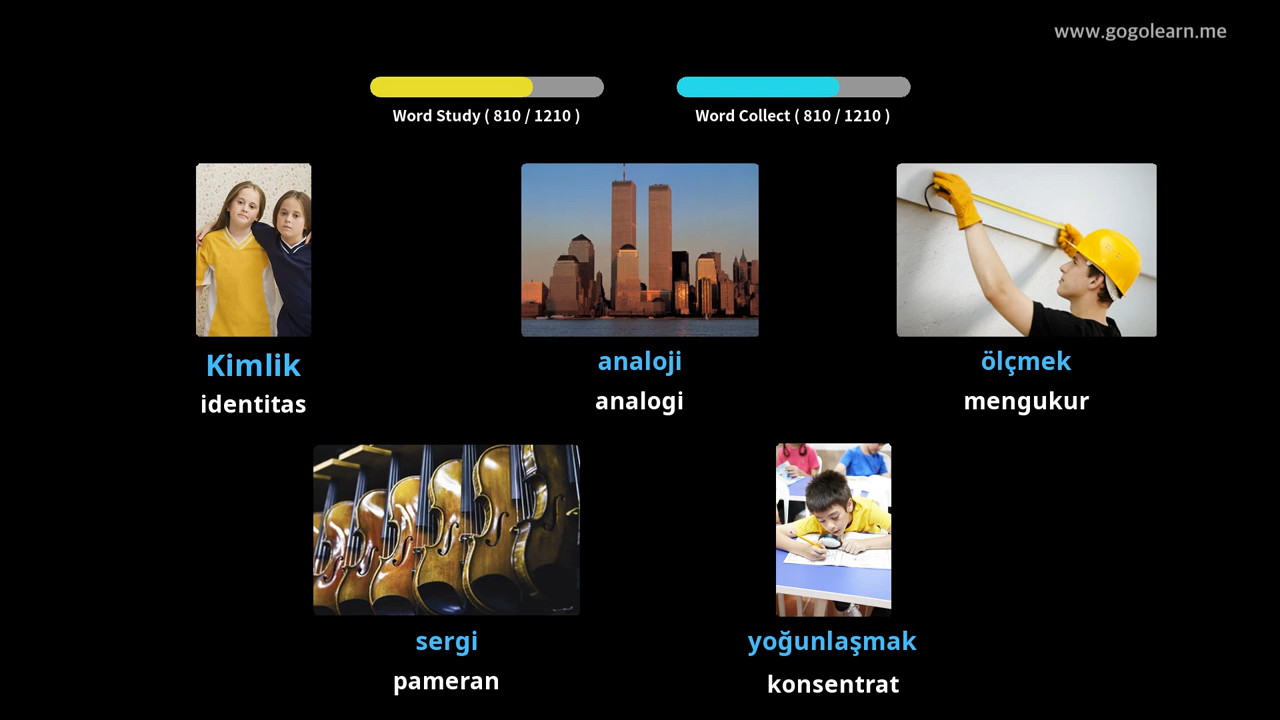 www.gogolearn.me
Word Study ( 810 / 1210 )
Word Collect ( 810 / 1210 )
Kimlik
identitas
analoji
analogi
ölçmek
mengukur
sergi
pameran
yoğunlaşmak
konsentrat